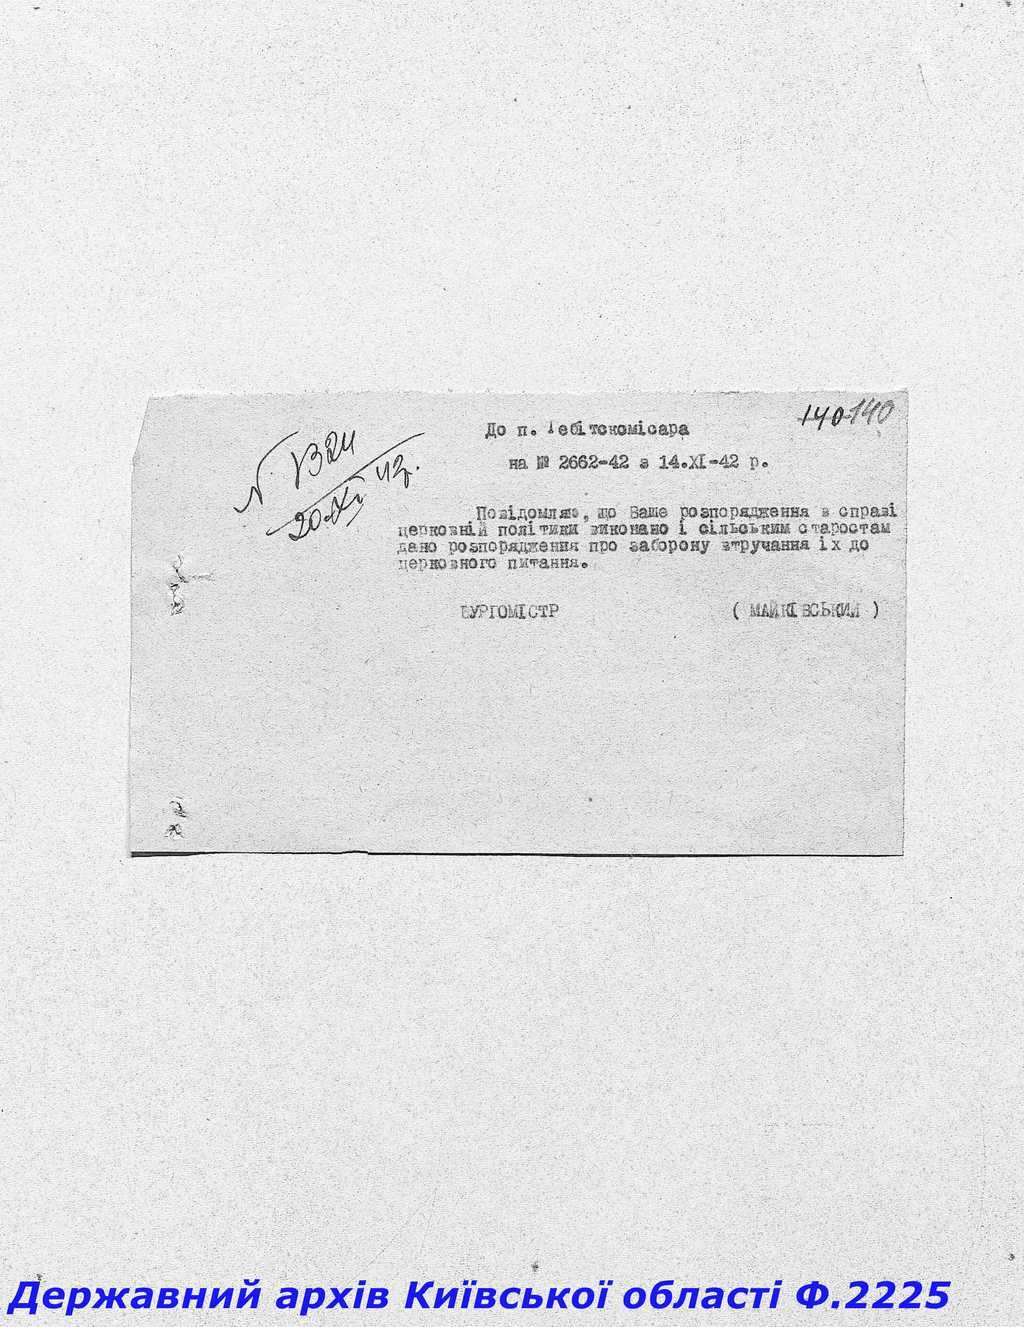 140 140
До п. Гебітскомісара
на № 2662-42 з 14.XI-42 р.
N 1324
20.XI 42р.
Повідомляю, що Ваше розпорядження в справі
церковній політики виконано і сільським старостам
дано розпорядження про заборону втручання їх до
церковного питання.
БУРГОМІСТР ( МАЙКІВСЬКИЙ )
Державний архів Київської області Ф.2225